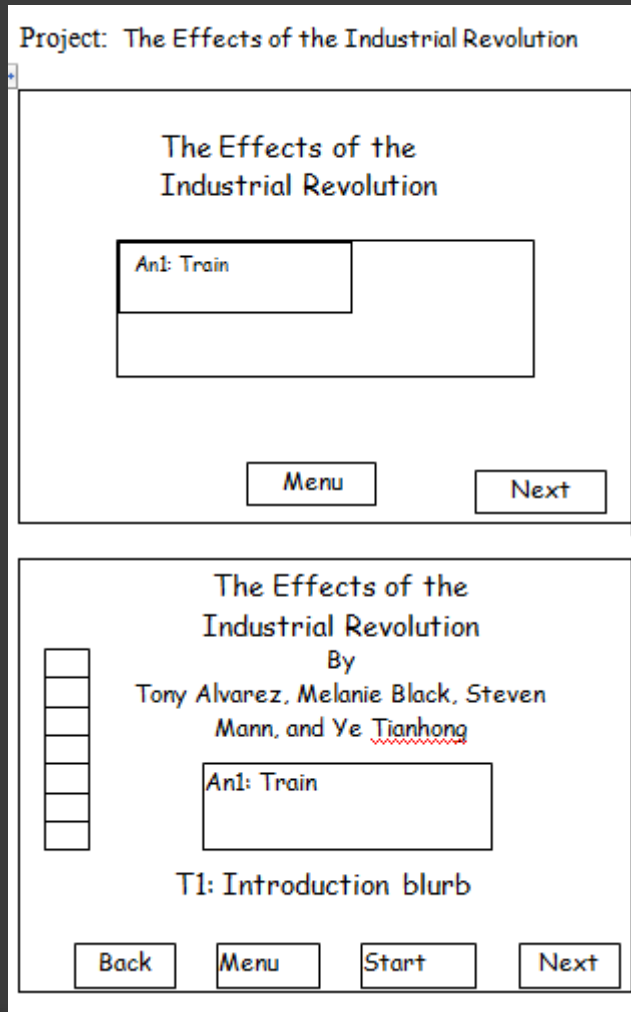 Project: The Effects of the Industrial Revolution
The Effects of the
Industrial Revolution
An1: Train
Menu
Next
The Effects of the
Industrial Revolution
By
Tony Alvarez, Melanie Black, Steven
Mann, and Ye Tianhong
An1: Train
T1: Introduction blurb
Back
Menu
Start
Next